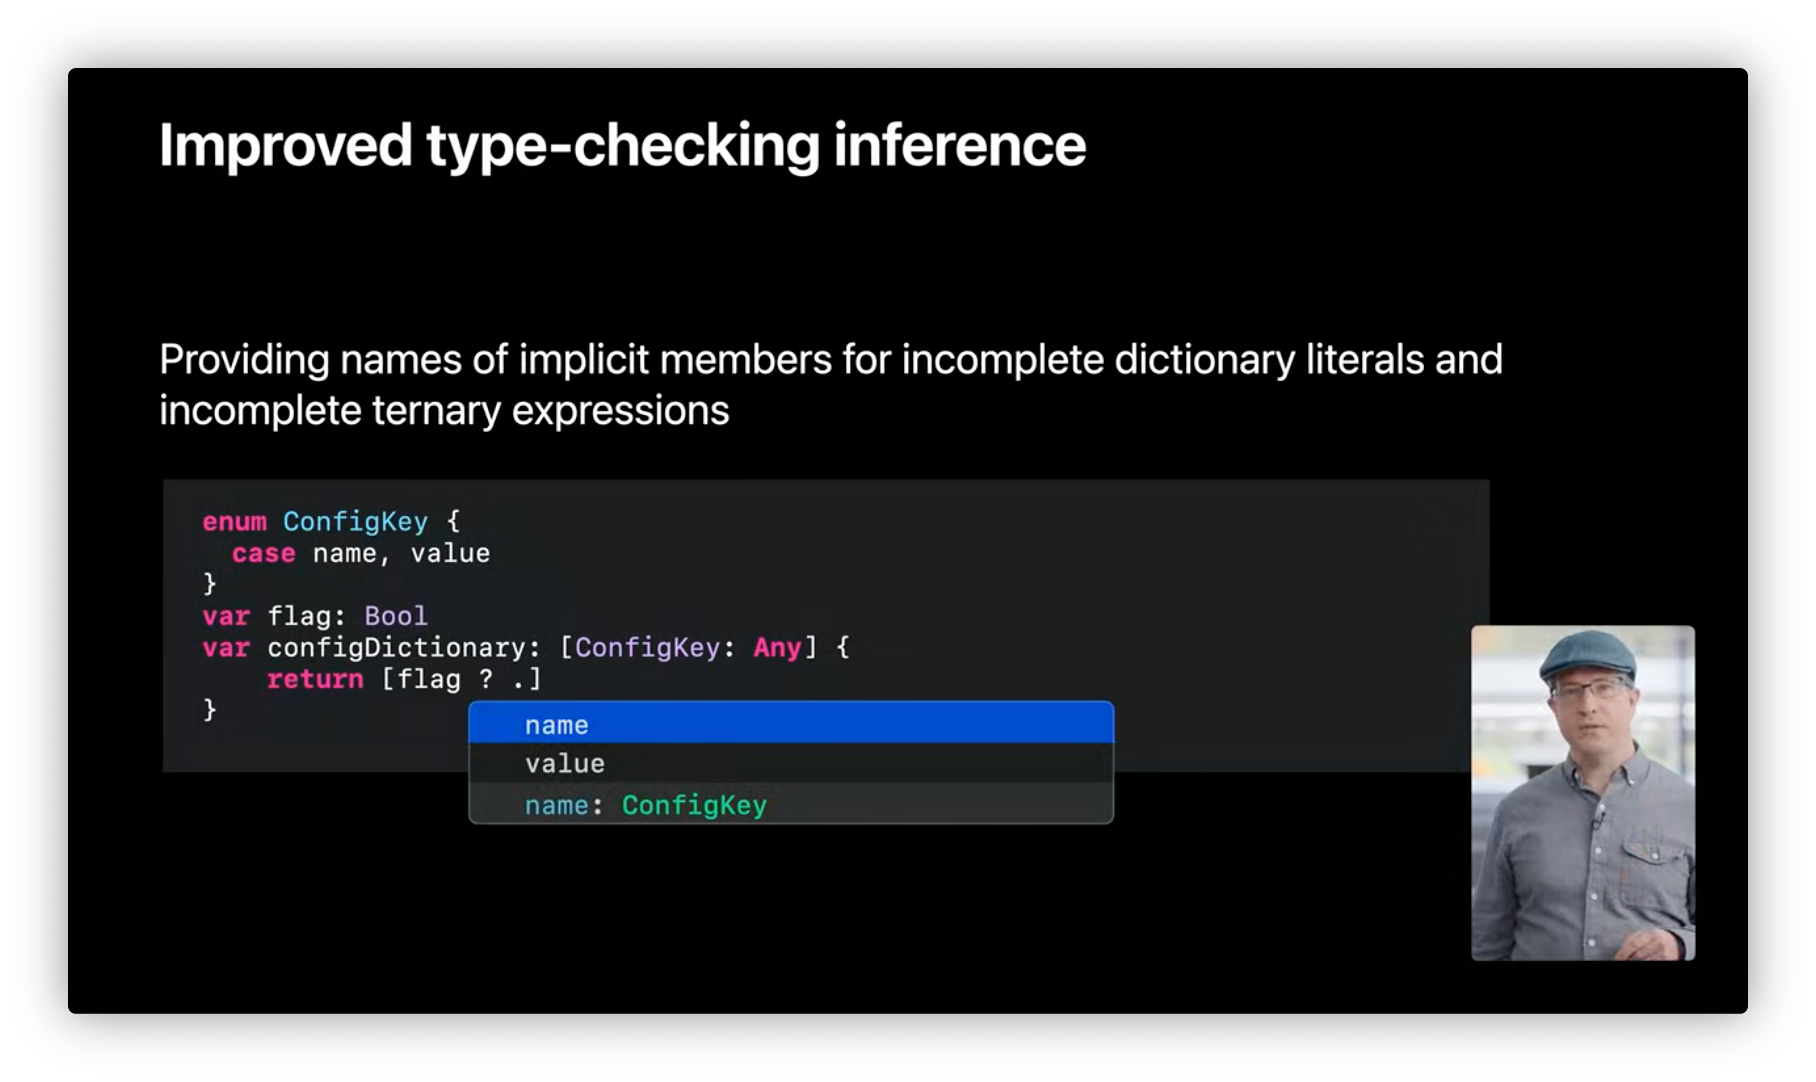 Improved type-checking inference
Providing names of implicit members for incomplete dictionary literals and
incomplete ternary expressions
enum ConfigKey {
  case name, value
}
var flag: Bool
var configDictionary: [ConfigKey: Any] {
    return [flag ? .]
}
name
value
name: ConfigKey